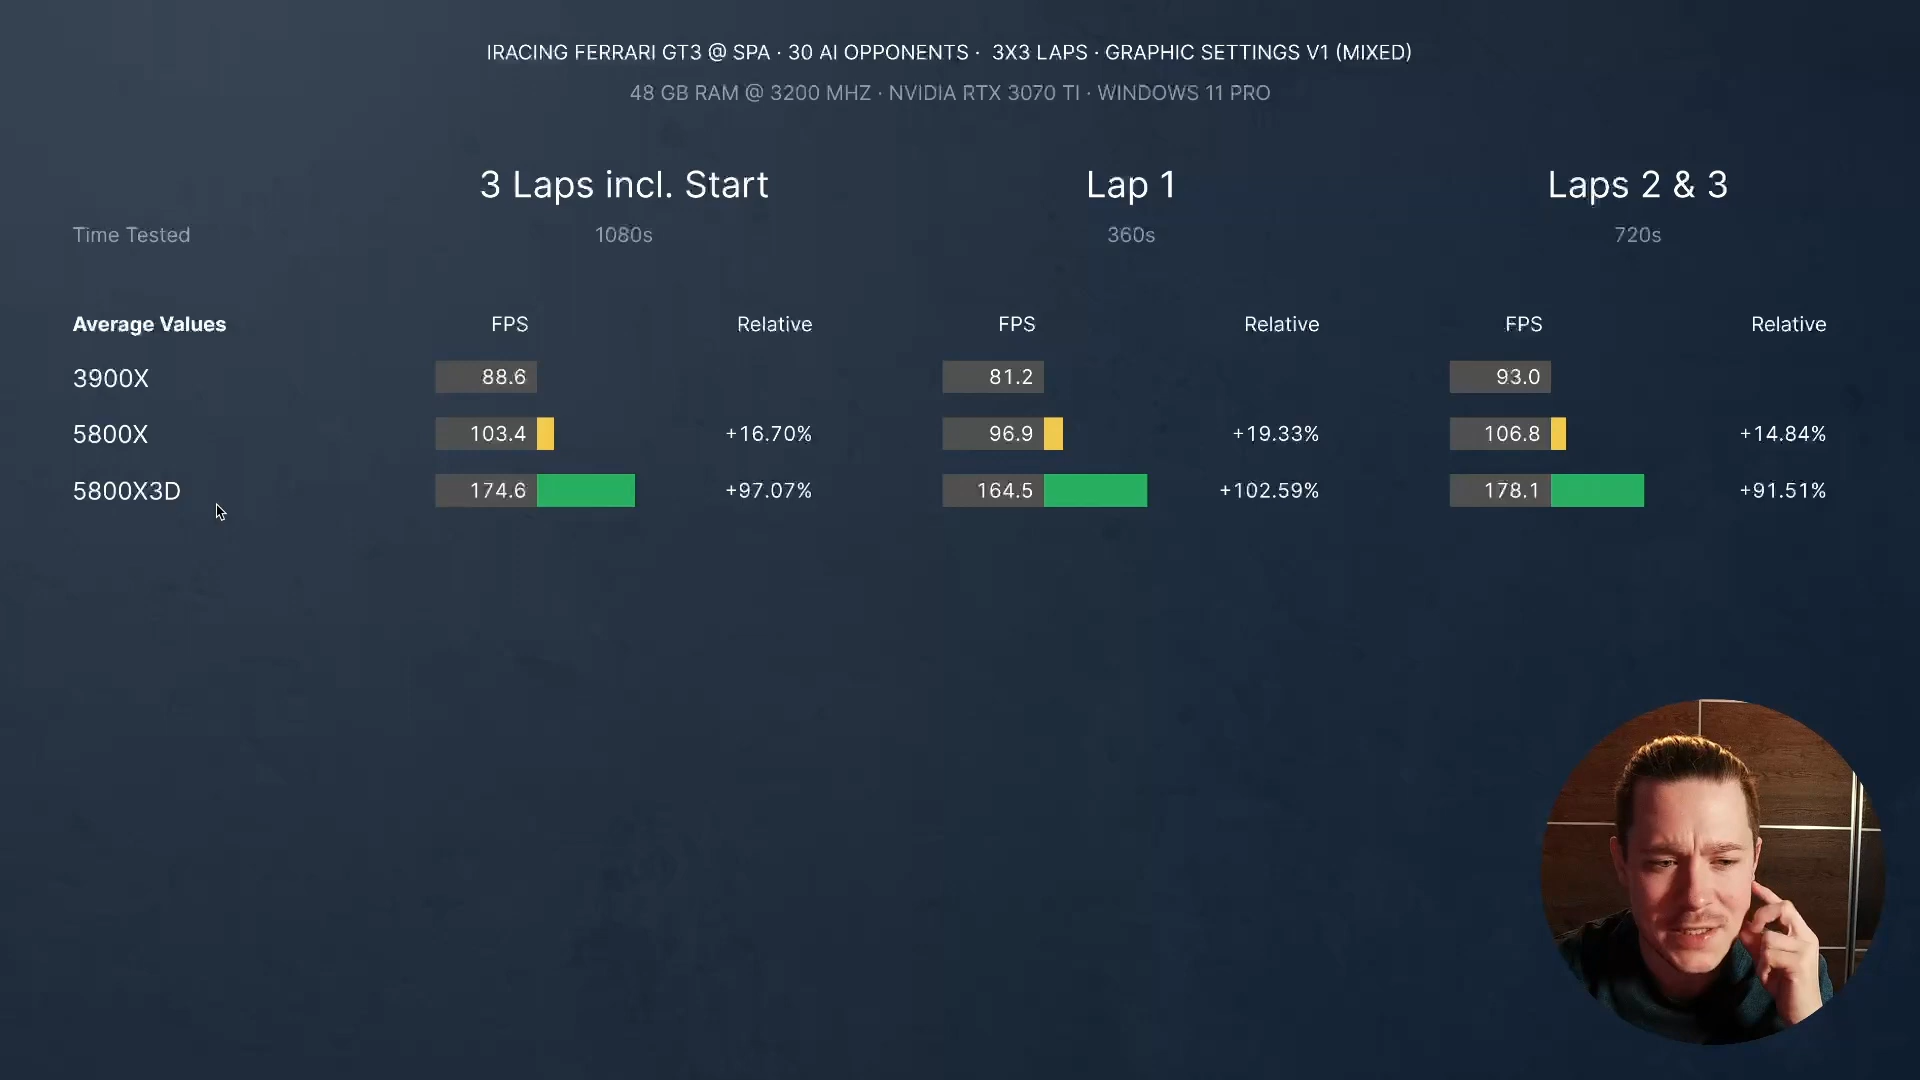 IRACING FERRARI GT3 @ SPA · 30 AI OPPONENTS · 3X3 LAPS · GRAPHIC SETTINGS V1 (MIXED)
48 GB RAM @ 3200 MHZ · NVIDIA RTX 3070 TI · WINDOWS 11 PRO
3 Laps incl. Start Lap 1 Laps 2 & 3
Time Tested 1080s 360s 720s
Average Values FPS Relative FPS Relative FPS Relative
3900X 88.6 81.2 93.0
5800X 103.4 +16.70% 96.9 +19.33% 106.8 +14.84%
5800X3D 174.6 +97.07% 164.5 +102.59% 178.1 +91.51%